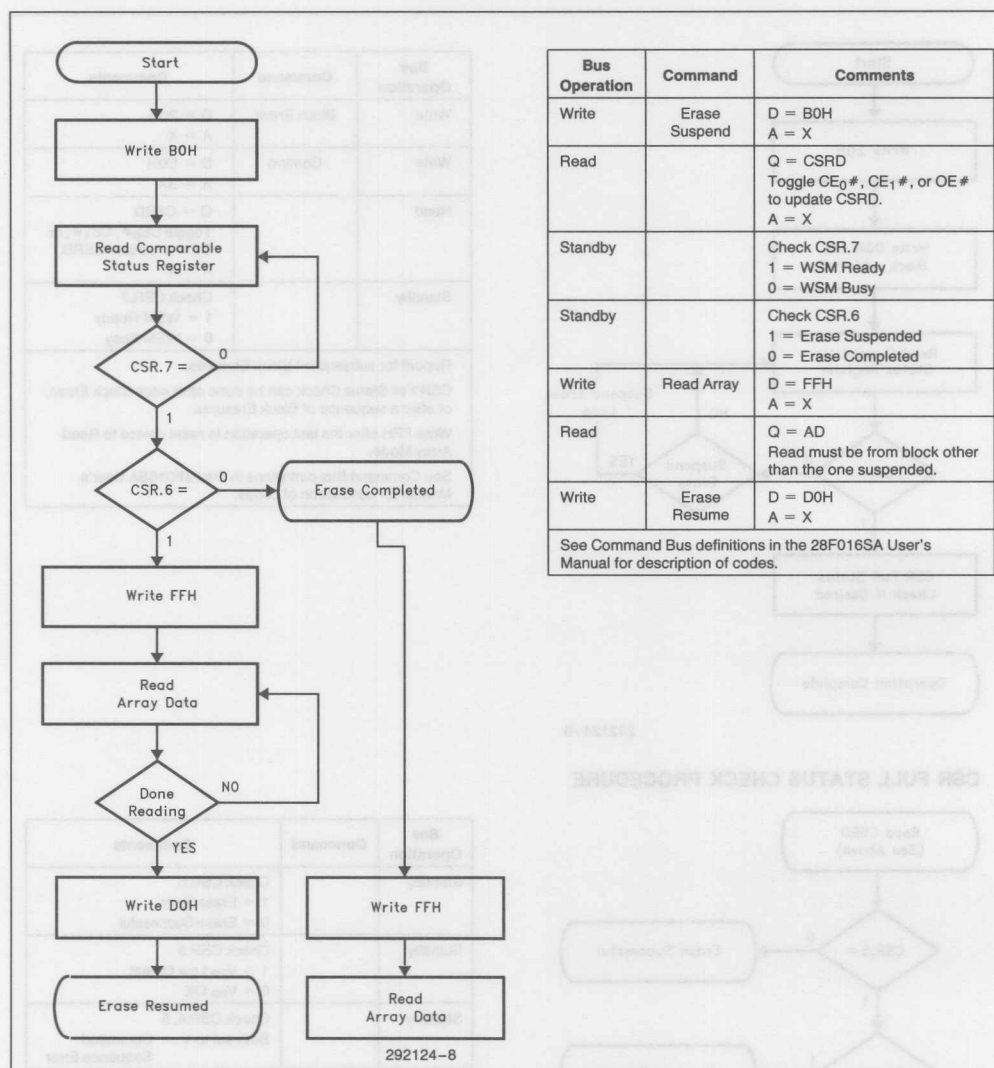 Start
Write B0H
Read Comparable
Status Register
CSR.7 =
0
1
CSR.6 =
0
Erase Completed
1
Write FFH
Read
Array Data
Done
Reading
NO
YES
Write D0H
Erase Resumed
Write FFH
Read
Array Data
292124-8
Bus
Operation
Command
Comments
Write
Erase
Suspend
D = B0H
A = X
Read
Q = CSRD
Toggle CE0#, CE1#, or OE#
to update CSRD.
A = X
Standby
Check CSR.7
1 = WSM Ready
0 = WSM Busy
Standby
Check CSR.6
1 = Erase Suspended
0 = Erase Completed
Write
Read Array
D = FFH
A = X
Read
Q = AD
Read must be from block other
than the one suspended.
Write
Erase
Resume
D = D0H
A = X
See Command Bus definitions in the 28F016SA User's
Manual for description of codes.